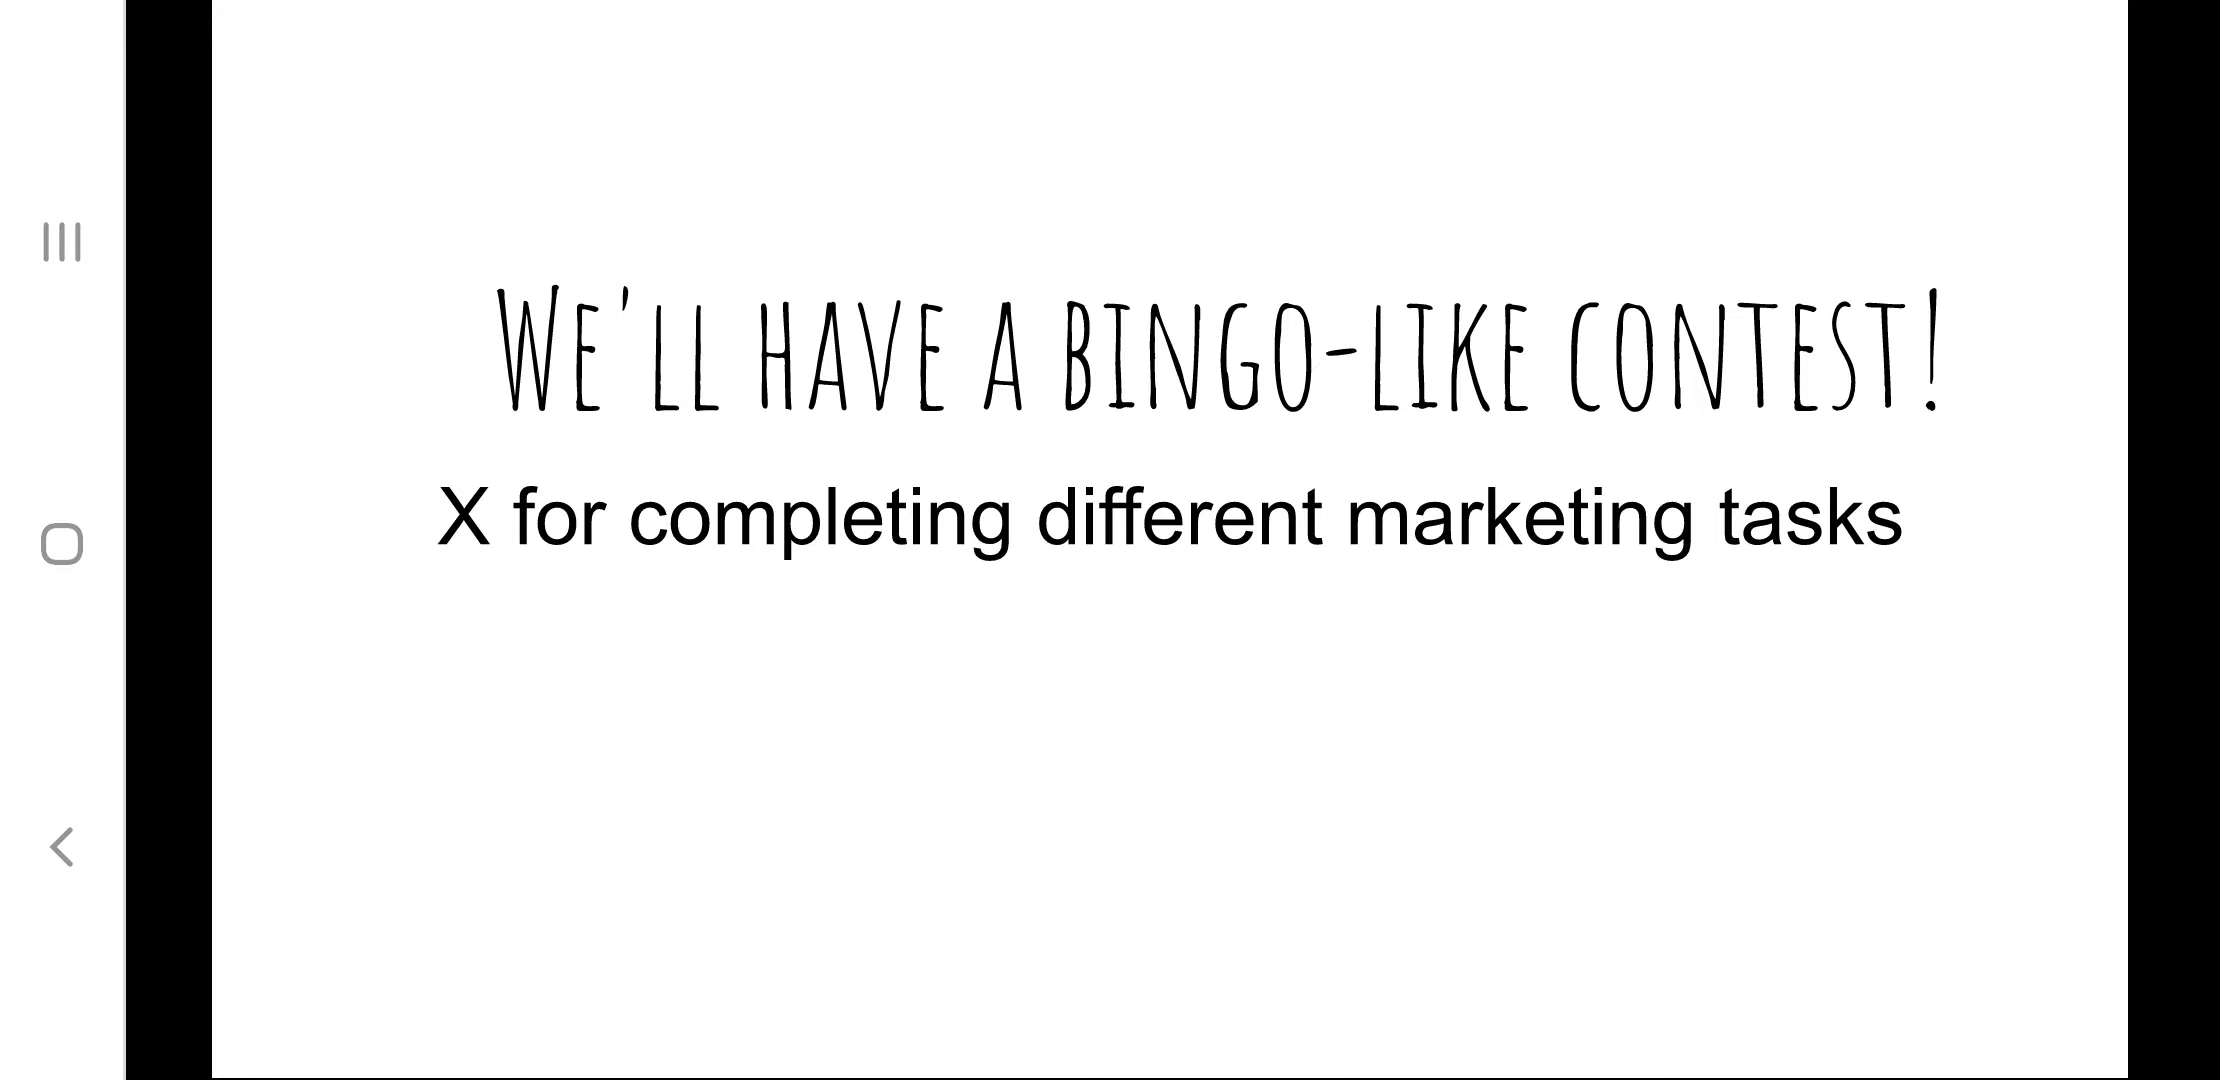 We'll have a bingo-like contest!
X for completing different marketing tasks